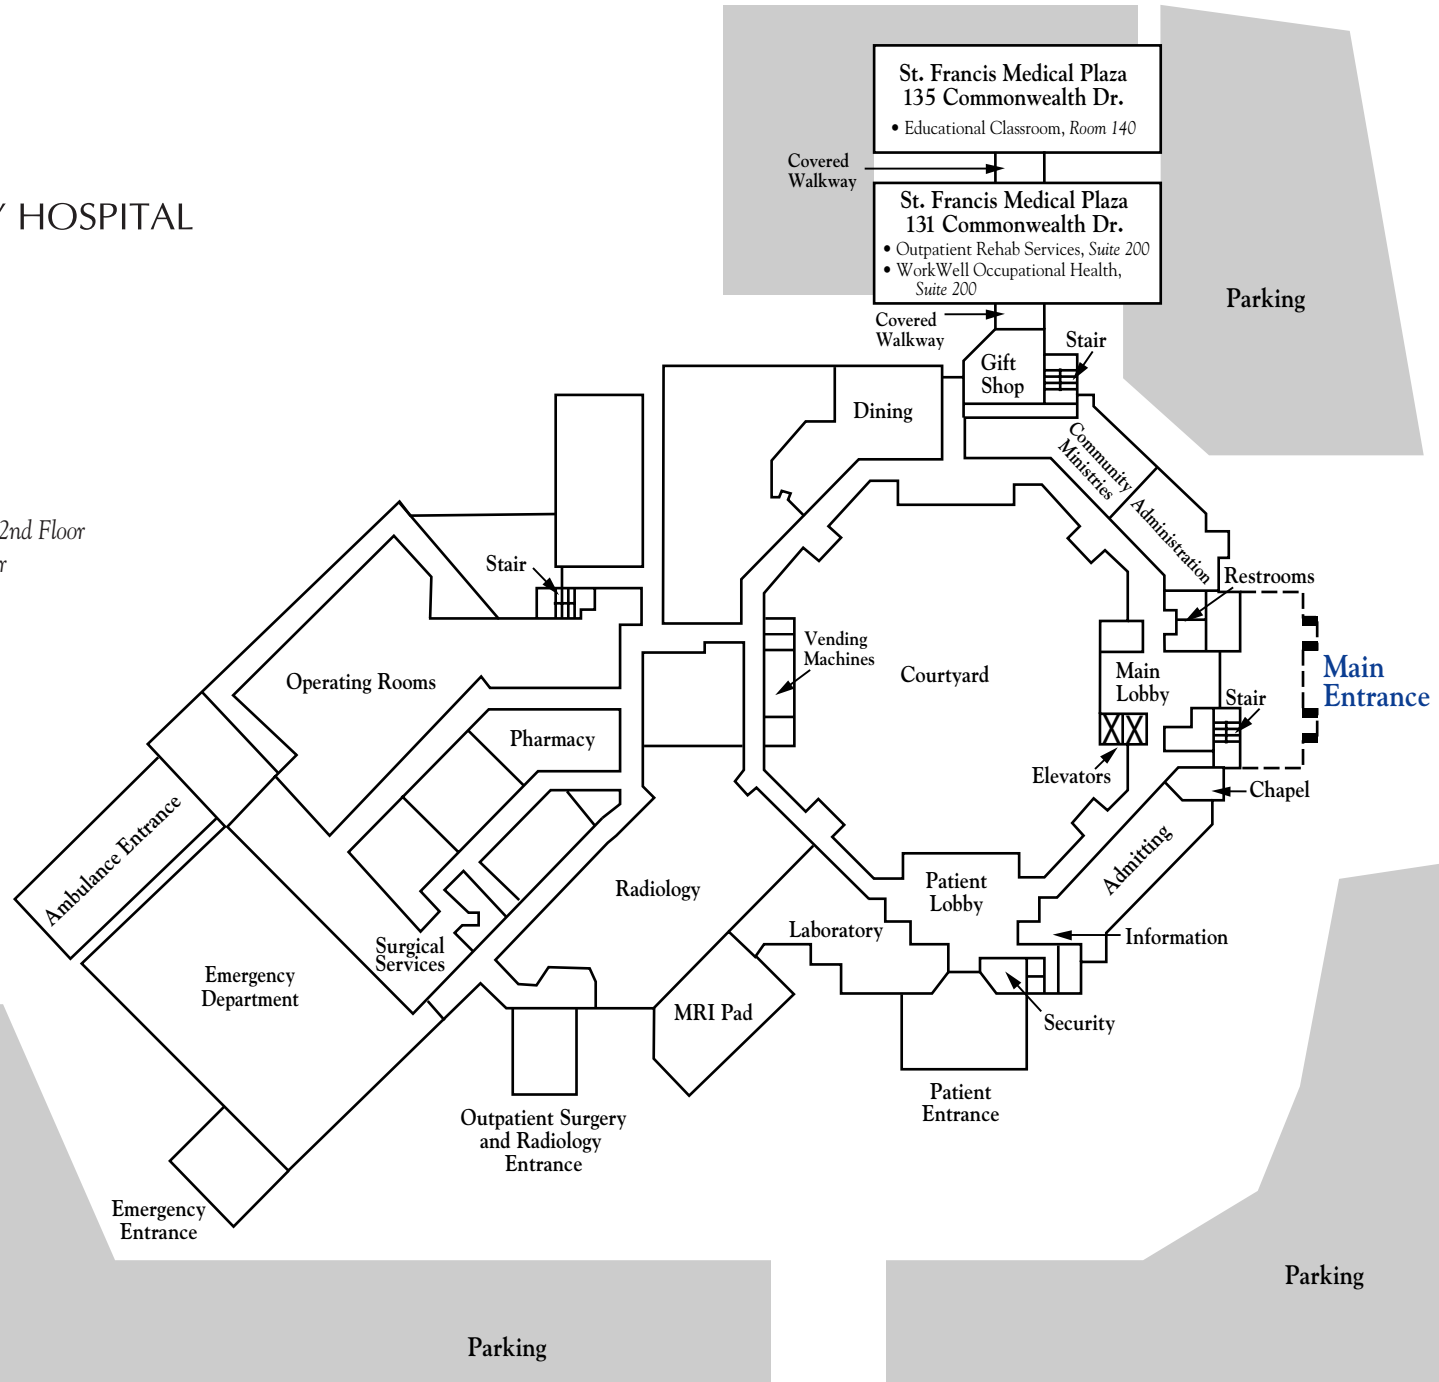 St. Francis Medical Plaza
135 Commonwealth Dr.
• Educational Classroom, Room 140
Covered
Walkway
St. Francis Medical Plaza
131 Commonwealth Dr.
• Outpatient Rehab Services, Suite 200
• WorkWell Occupational Health,
Suite 200
Y HOSPITAL
Parking
Covered
Walkway
Stair
Gift
Shop
Dining
Community
Ministries
Administration
2nd Floor
r
Stair
Restrooms
Vending
Machines
Courtyard
Main
Lobby
Main
Entrance
Operating Rooms
Stair
Pharmacy
Elevators
Chapel
Ambulance Entrance
Admitting
Radiology
Patient
Lobby
Laboratory
Information
Surgical
Services
Emergency
Department
MRI Pad
Security
Patient
Entrance
Outpatient Surgery
and Radiology
Entrance
Emergency
Entrance
Parking
Parking